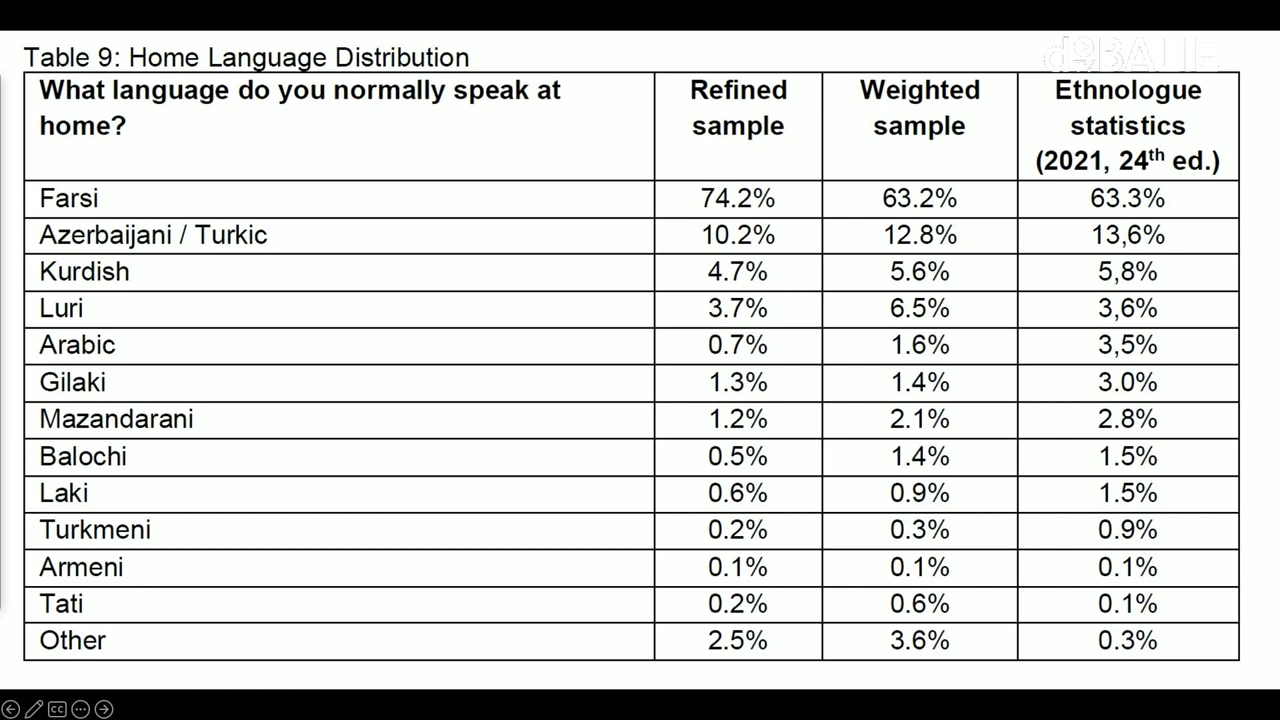 deBALIE
Table 9: Home Language Distribution
What language do you normally speak at home? Refined sample Weighted sample Ethnologue statistics (2021, 24th ed.)
Farsi 74.2% 63.2% 63.3%
Azerbaijani / Turkic 10.2% 12.8% 13,6%
Kurdish 4.7% 5.6% 5,8%
Luri 3.7% 6.5% 3,6%
Arabic 0.7% 1.6% 3,5%
Gilaki 1.3% 1.4% 3.0%
Mazandarani 1.2% 2.1% 2.8%
Balochi 0.5% 1.4% 1.5%
Laki 0.6% 0.9% 1.5%
Turkmeni 0.2% 0.3% 0.9%
Armeni 0.1% 0.1% 0.1%
Tati 0.2% 0.6% 0.1%
Other 2.5% 3.6% 0.3%
CC